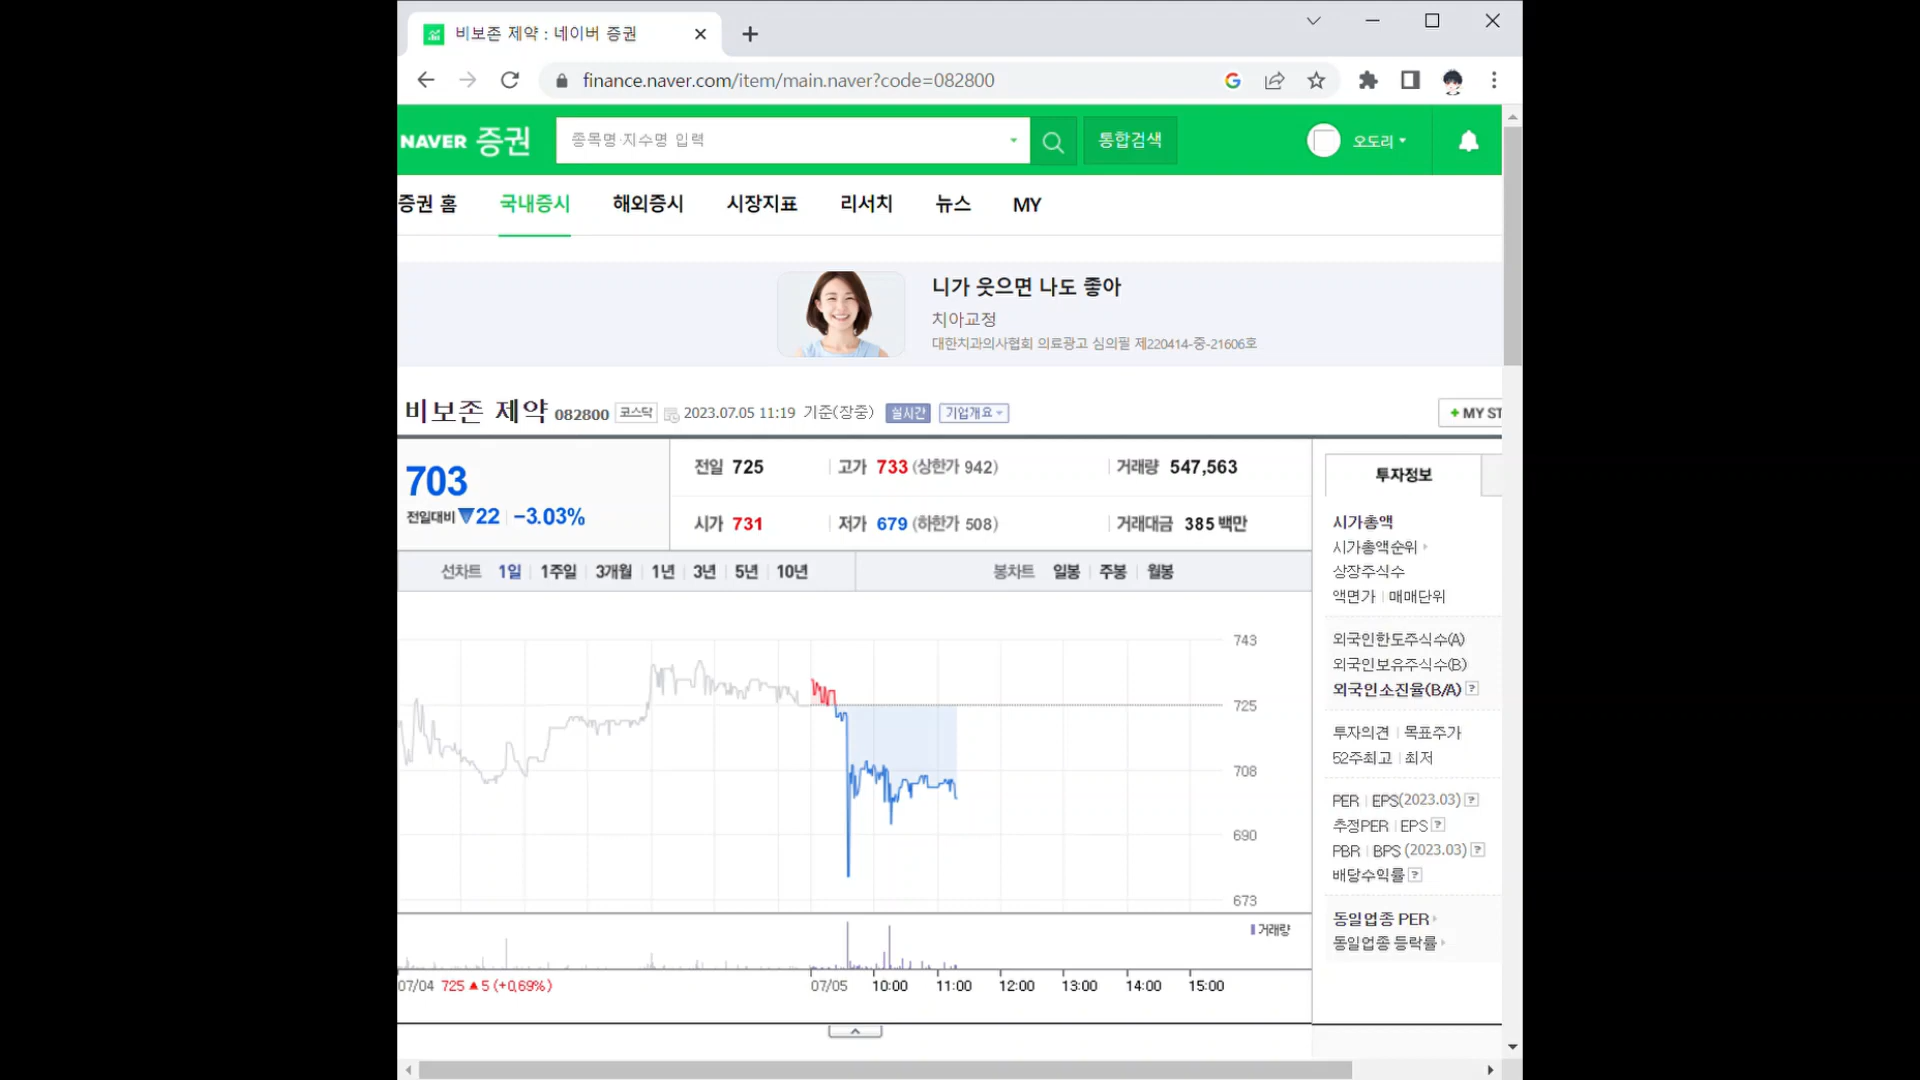 비보존 제약 : 네이버 증권
finance.naver.com/item/main.naver?code=082800
NAVER 증권
종목명·지수명 입력
통합검색
오도리
증권 홈 국내증시 해외증시 시장지표 리서치 뉴스 MY
니가 웃으면 나도 좋아
치아교정
대한치과의사협회 의료광고 심의필 제220414-중-21606호
비보존 제약 082800 코스닥 2023.07.05 11:19 기준(장중) 실시간 기업개요
+ MY ST
703
전일대비 ▼22 -3.03%
전일 725 고가 733 (상한가 942) 거래량 547,563
시가 731 저가 679 (하한가 508) 거래대금 385 백만
선차트 1일 1주일 3개월 1년 3년 5년 10년
봉차트 일봉 주봉 월봉
743
725
708
690
673
거래량
07/04 725 ▲ 5 (+0,69%)
07/05 10:00 11:00 12:00 13:00 14:00 15:00
투자정보
시가총액
시가총액순위
상장주식수
액면가 매매단위
외국인한도주식수(A)
외국인보유주식수(B)
외국인소진율(B/A) ?
투자의견 목표주가
52주최고 최저
PER EPS(2023.03) ?
추정PER EPS ?
PBR BPS (2023.03) ?
배당수익률 ?
동일업종 PER
동일업종 등락률